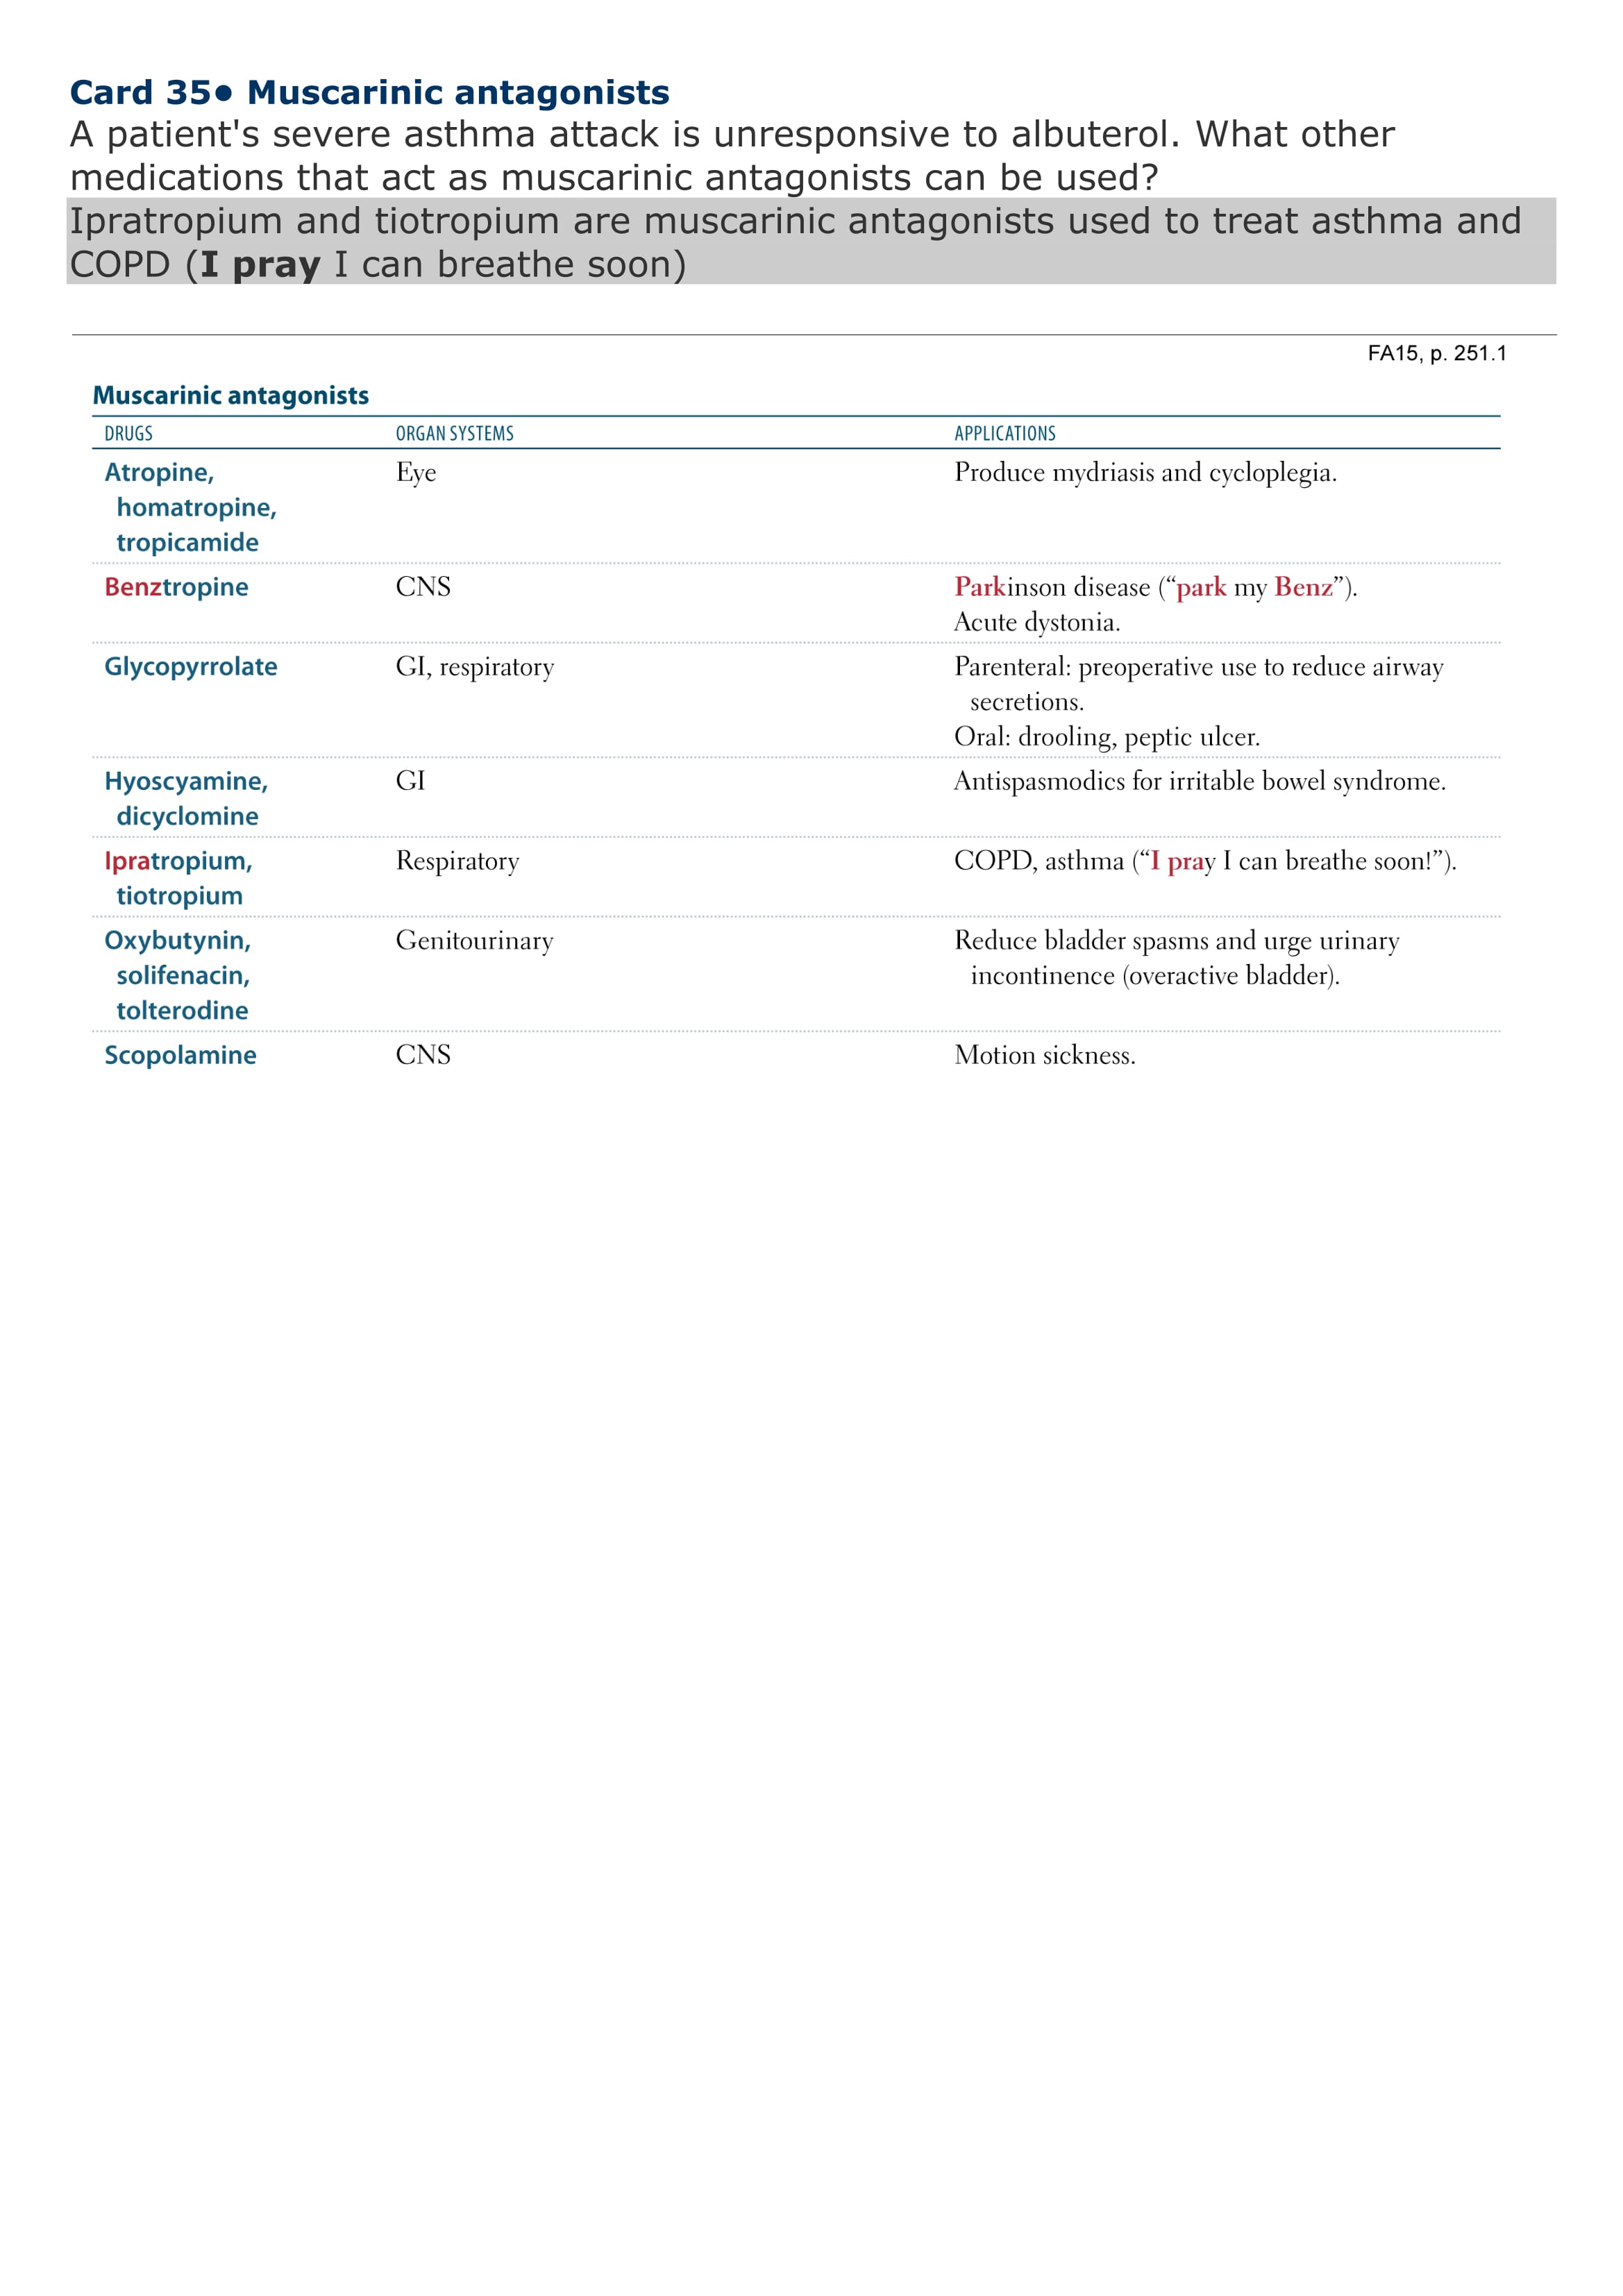 Card 35● Muscarinic antagonists
A patient's severe asthma attack is unresponsive to albuterol. What other
medications that act as muscarinic antagonists can be used?
Ipratropium and tiotropium are muscarinic antagonists used to treat asthma and
COPD (I pray I can breathe soon)
FA15, p. 251.1
Muscarinic antagonists
DRUGS ORGAN SYSTEMS APPLICATIONS
Atropine, Eye Produce mydriasis and cycloplegia.
homatropine,
tropicamide
Benztropine CNS Parkinson disease (“park my Benz”).
Acute dystonia.
Glycopyrrolate GI, respiratory Parenteral: preoperative use to reduce airway
secretions.
Oral: drooling, peptic ulcer.
Hyoscyamine, GI Antispasmodics for irritable bowel syndrome.
dicyclomine
Ipratropium, Respiratory COPD, asthma (“I pray I can breathe soon!”).
tiotropium
Oxybutynin, Genitourinary Reduce bladder spasms and urge urinary
solifenacin, incontinence (overactive bladder).
tolterodine
Scopolamine CNS Motion sickness.